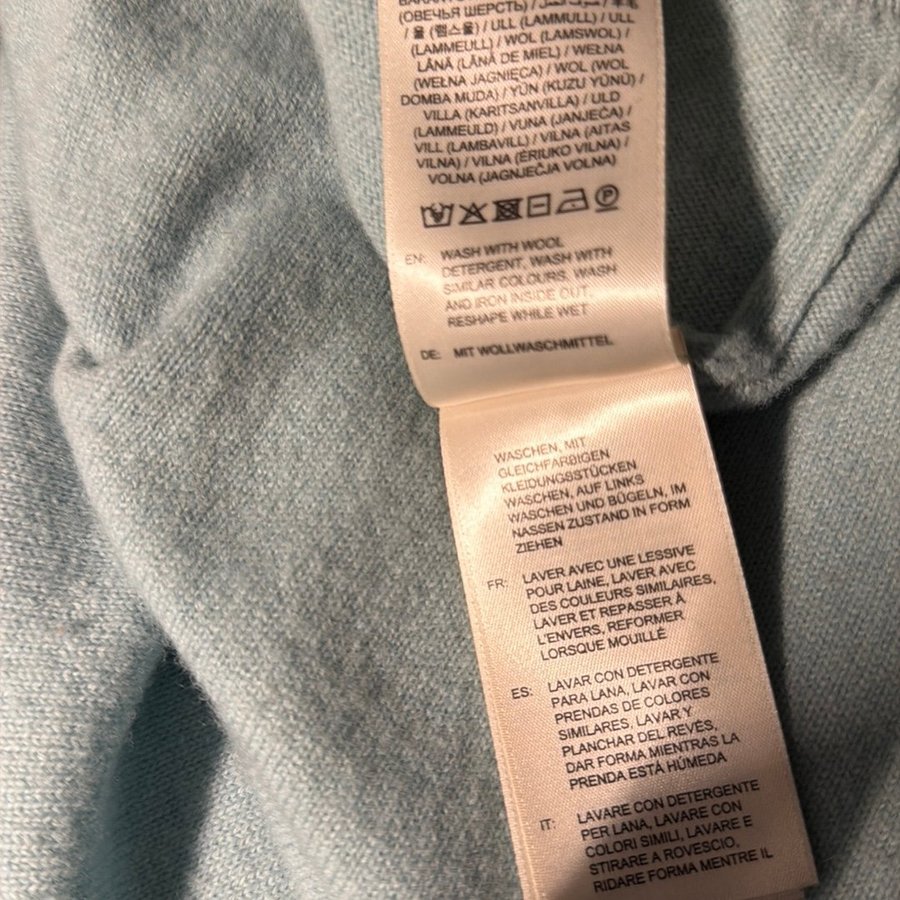 (ОВЕЧЬЯ ШЕРСТЬ) /
/ 울 (램스울) / ULL (LAMMULL) / ULL
(LAMMEULL) / WOL (LAMSWOL) /
LÂNĂ (LÂNĂ DE MIEL) / WEŁNA
(WEŁNA JAGNIĘCA) / WOL (WOL
DOMBA MUDA) / YÜN (KUZU YÜNÜ) /
VILLA (KARITSANVILLA) / ULD
(LAMMEULD) / VUNA (JANJEĆA) /
VILL (LAMBAVILL) / VILNA (AITAS
VILNA) / VILNA (ĒRIUKO VILNA) /
VOLNA (JAGNJEČJA VOLNA)
P
EN: WASH WITH WOOL
DETERGENT, WASH WITH
SIMILAR COLOURS, WASH
AND IRON INSIDE OUT,
RESHAPE WHILE WET
DE: MIT WOLLWASCHMITTEL
WASCHEN, MIT
GLEICHFARBIGEN
KLEIDUNGSSTÜCKEN
WASCHEN, AUF LINKS
WASCHEN UND BÜGELN, IM
NASSEN ZUSTAND IN FORM
ZIEHEN
FR: LAVER AVEC UNE LESSIVE
POUR LAINE, LAVER AVEC
DES COULEURS SIMILAIRES,
LAVER ET REPASSER À
L'ENVERS, REFORMER
LORSQUE MOUILLÉ
ES: LAVAR CON DETERGENTE
PARA LANA, LAVAR CON
PRENDAS DE COLORES
SIMILARES, LAVAR Y
PLANCHAR DEL REVÉS,
DAR FORMA MIENTRAS LA
PRENDA ESTÁ HÚMEDA
IT: LAVARE CON DETERGENTE
PER LANA, LAVARE CON
COLORI SIMILI, LAVARE E
STIRARE A ROVESCIO,
RIDARE FORMA MENTRE IL